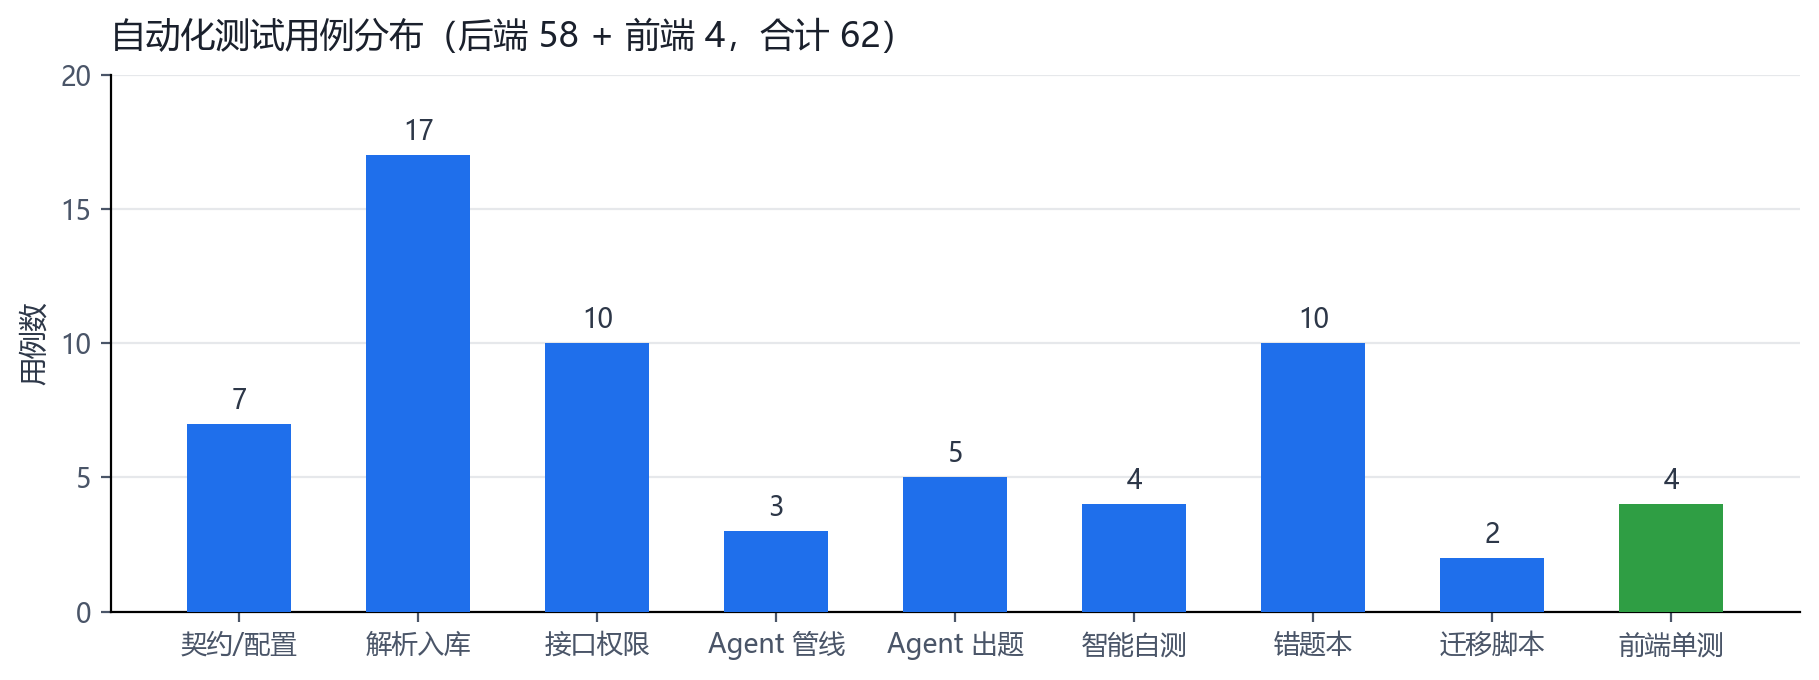 自动化测试用例分布（后端 58 + 前端 4，合计 62）
用例数
20
15
10
5
0
7
17
10
3
5
4
10
2
4
契约/配置
解析入库
接口权限
Agent 管线
Agent 出题
智能自测
错题本
迁移脚本
前端单测